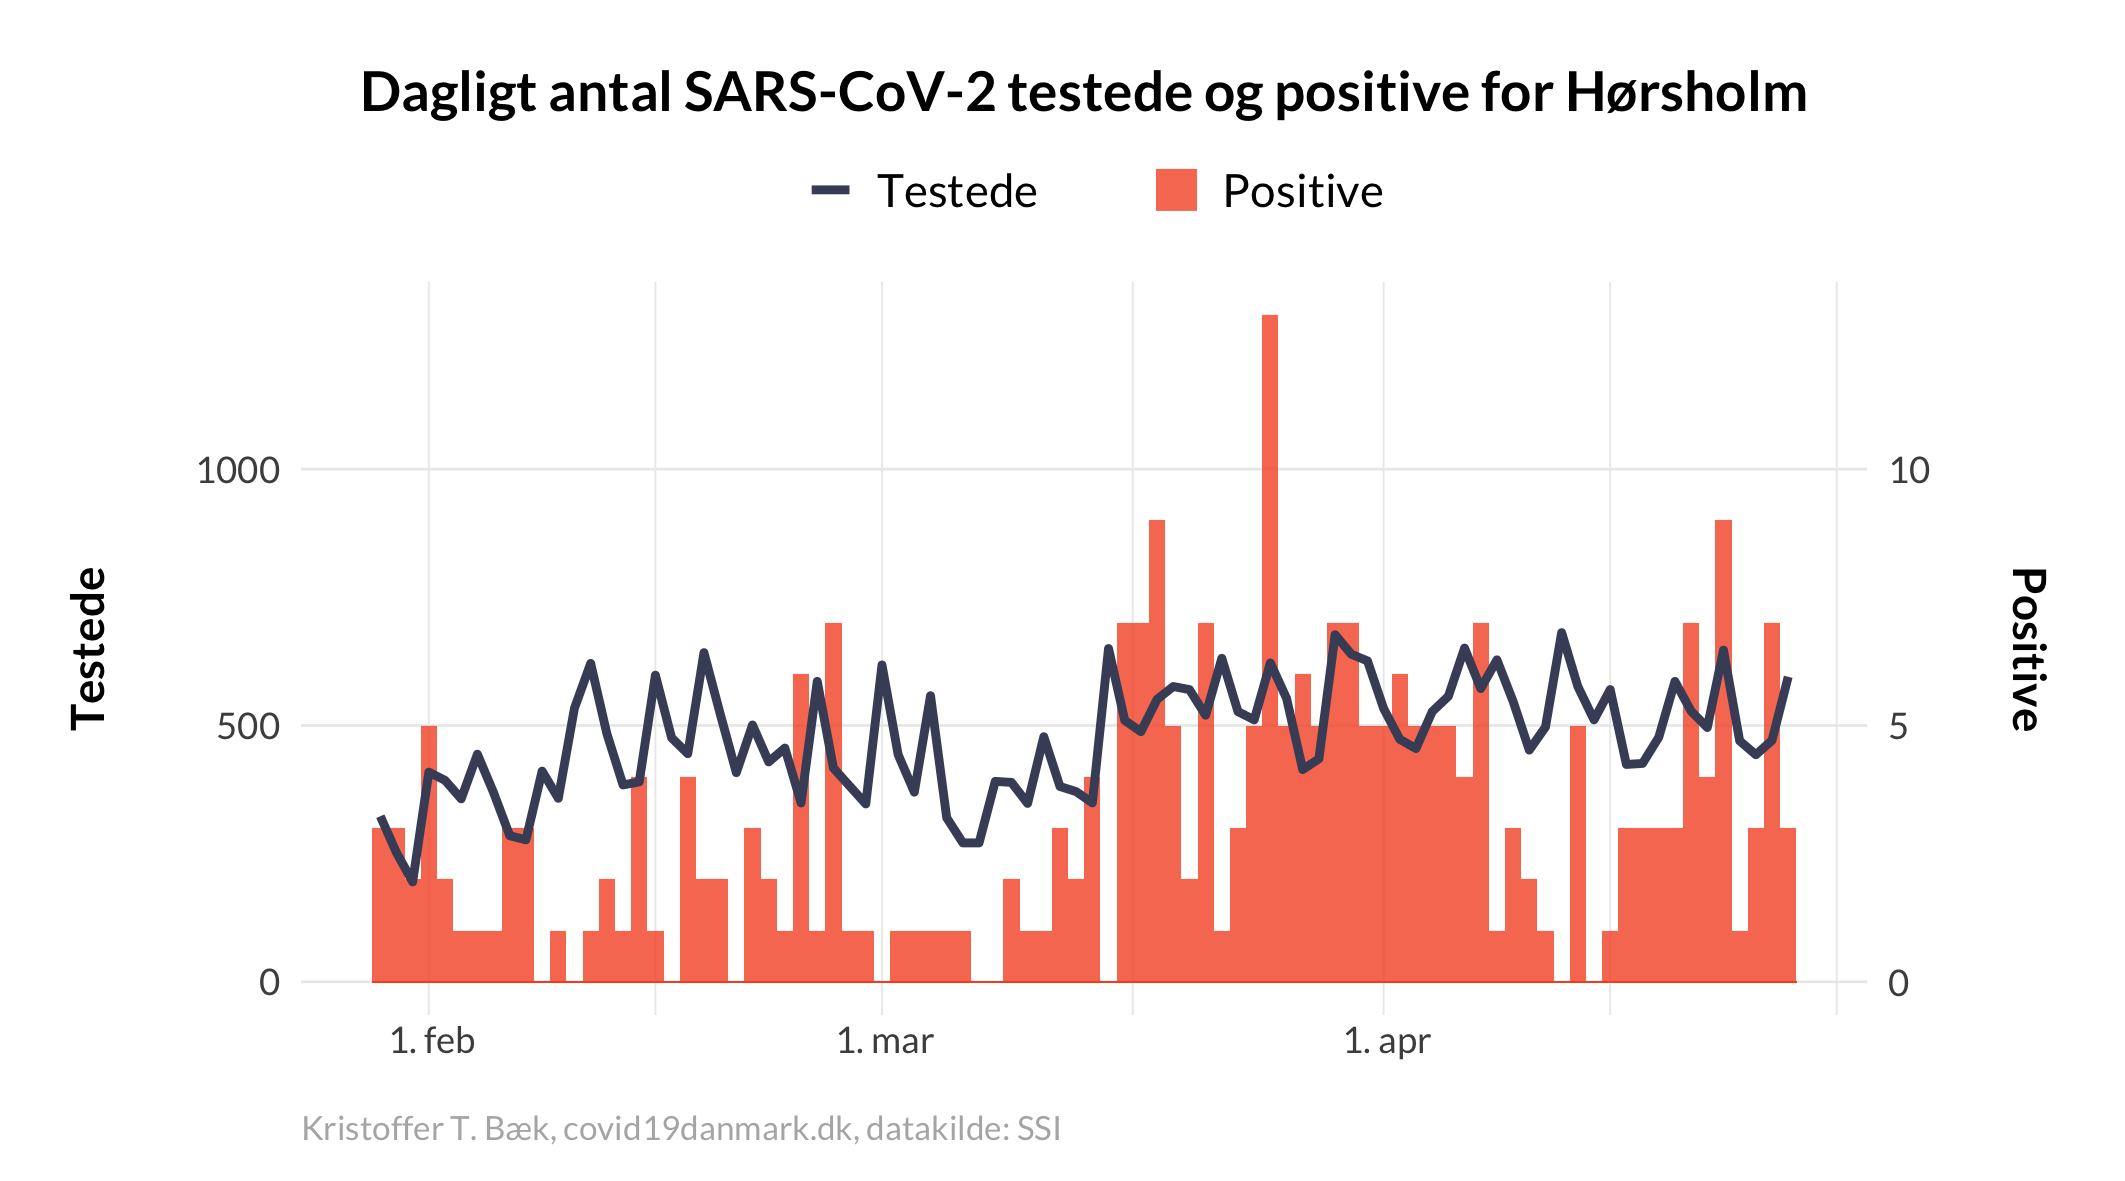 Dagligt antal SARS-CoV-2 testede og positive for Hørsholm
Testede
Positive
1000
500
0
10
5
0
Testede
Positive
1. feb
1. mar
1. apr
Kristoffer T. Bæk, covid19danmark.dk, datakilde: SSI